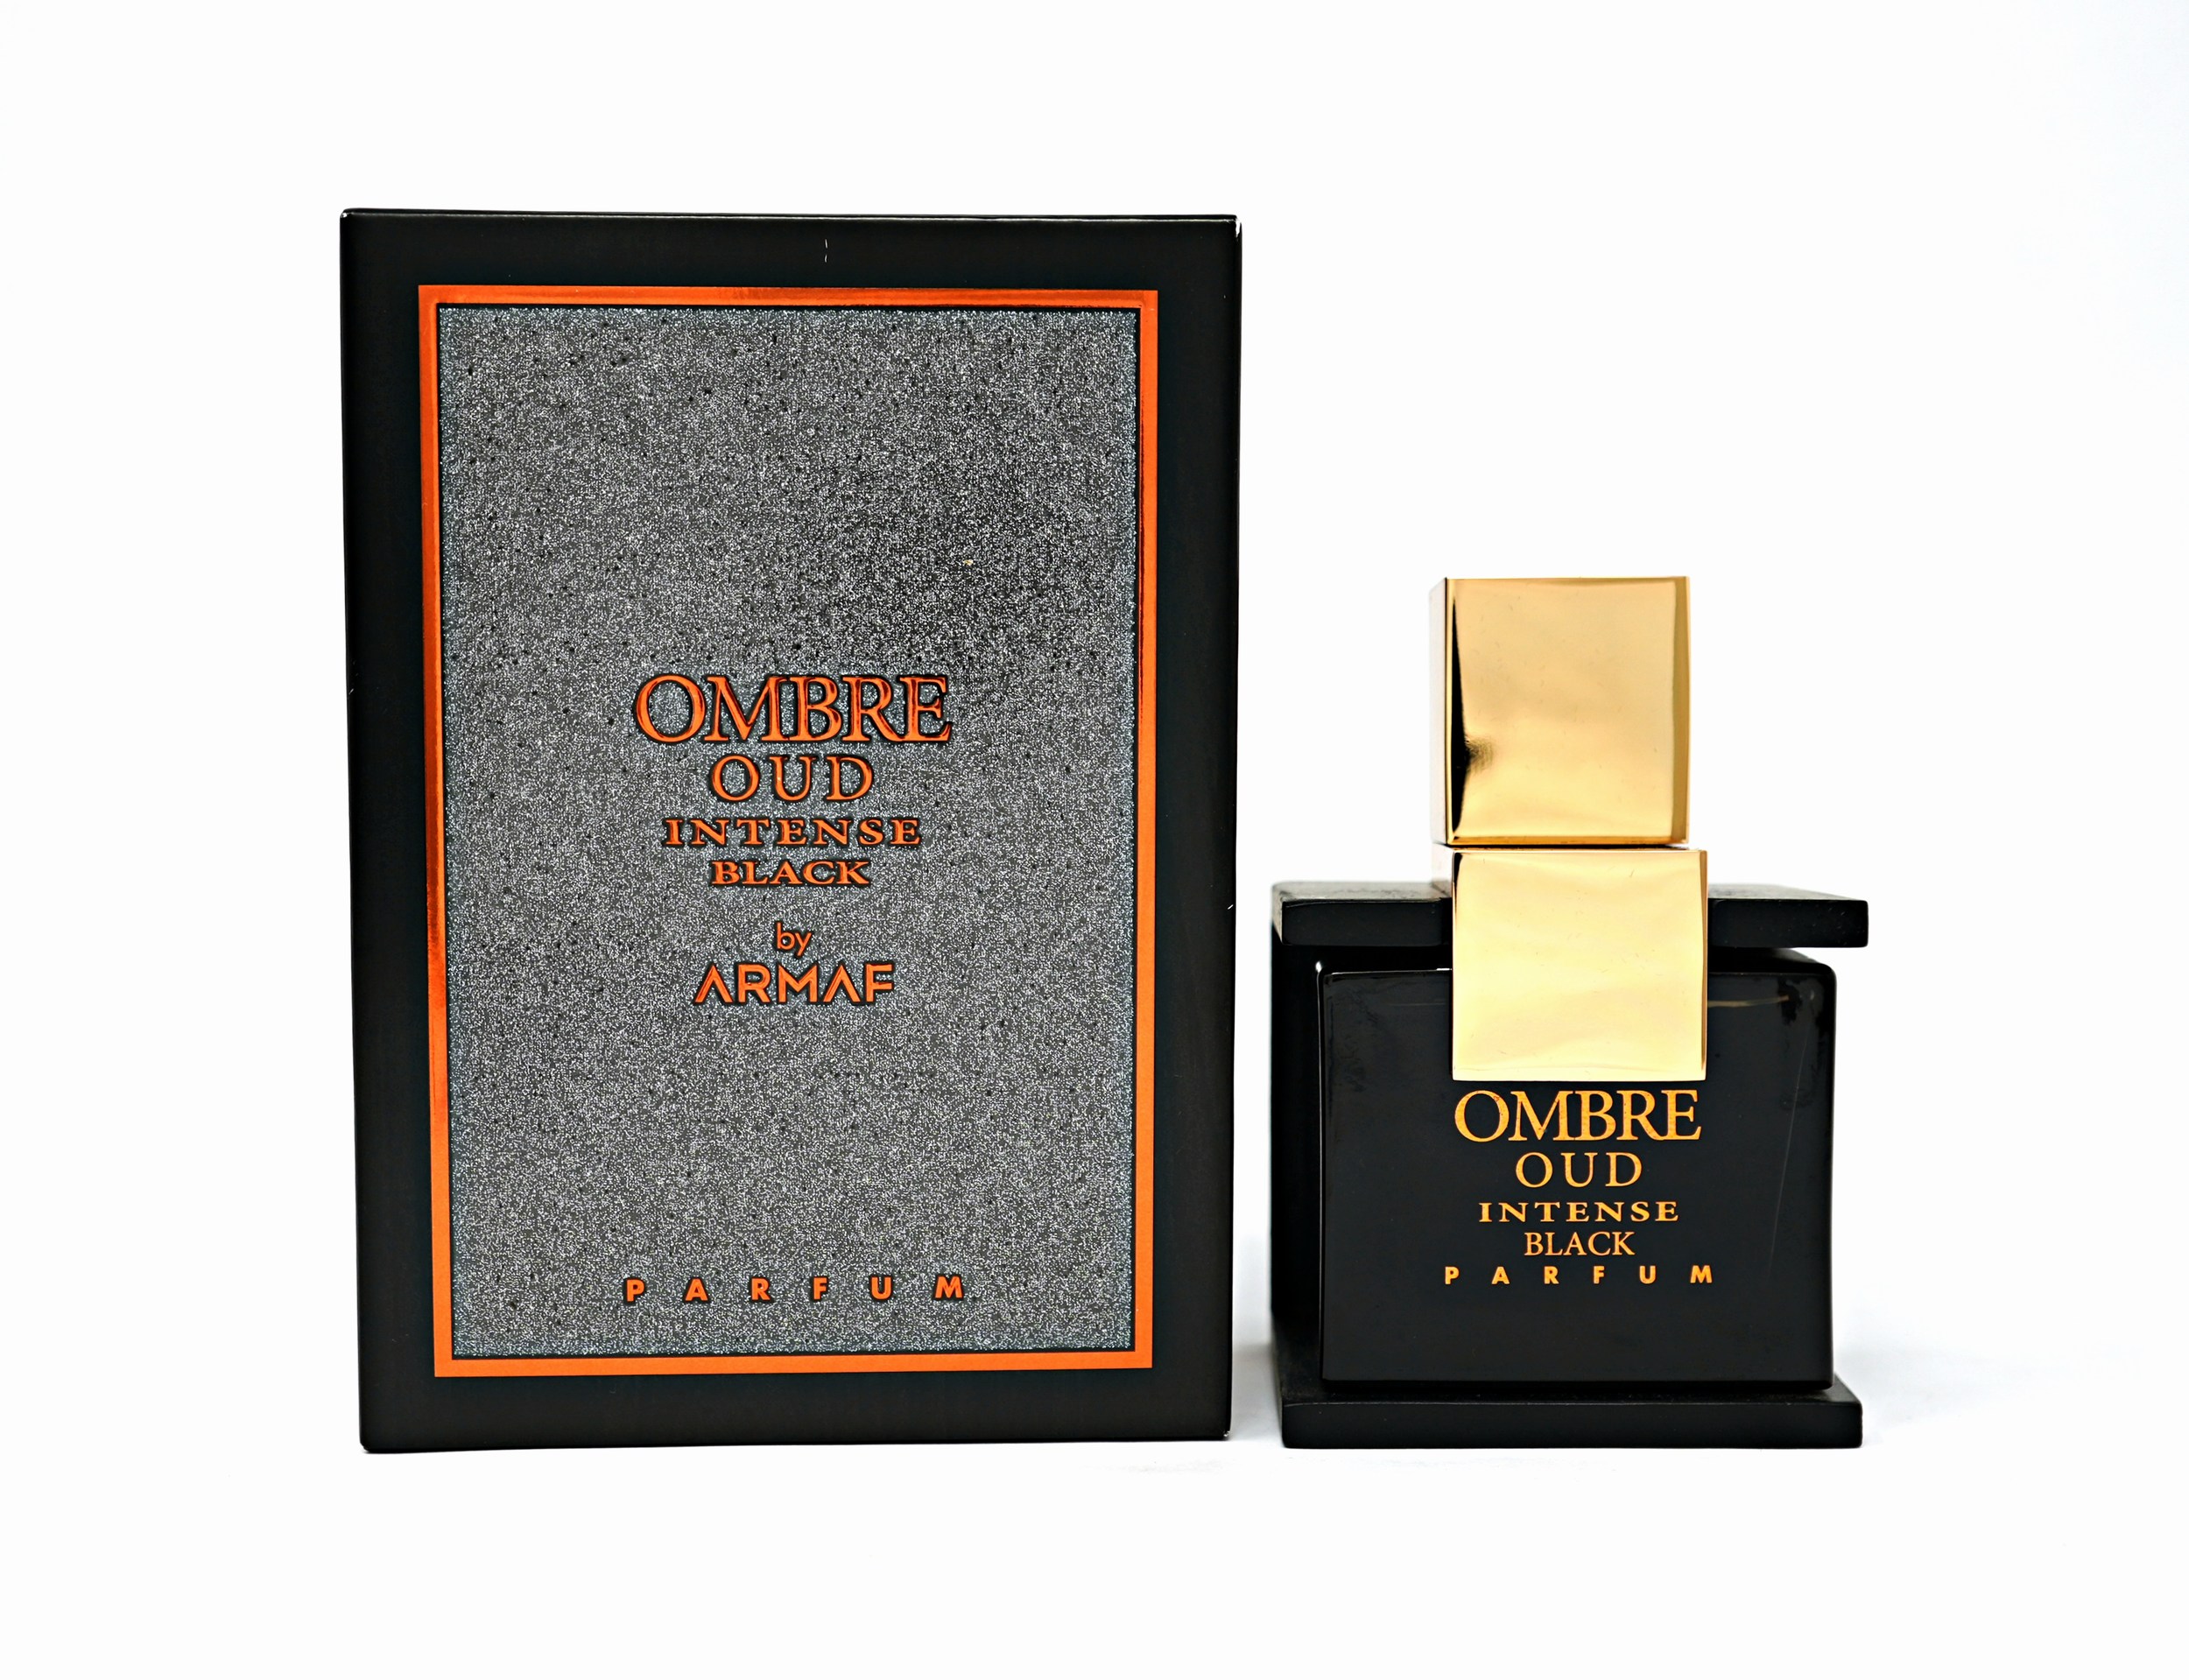 OMBRE
OUD
INTENSE
BLACK
by
ARMAF
PARFUM
OMBRE
OUD
INTENSE
BLACK
PARFUM